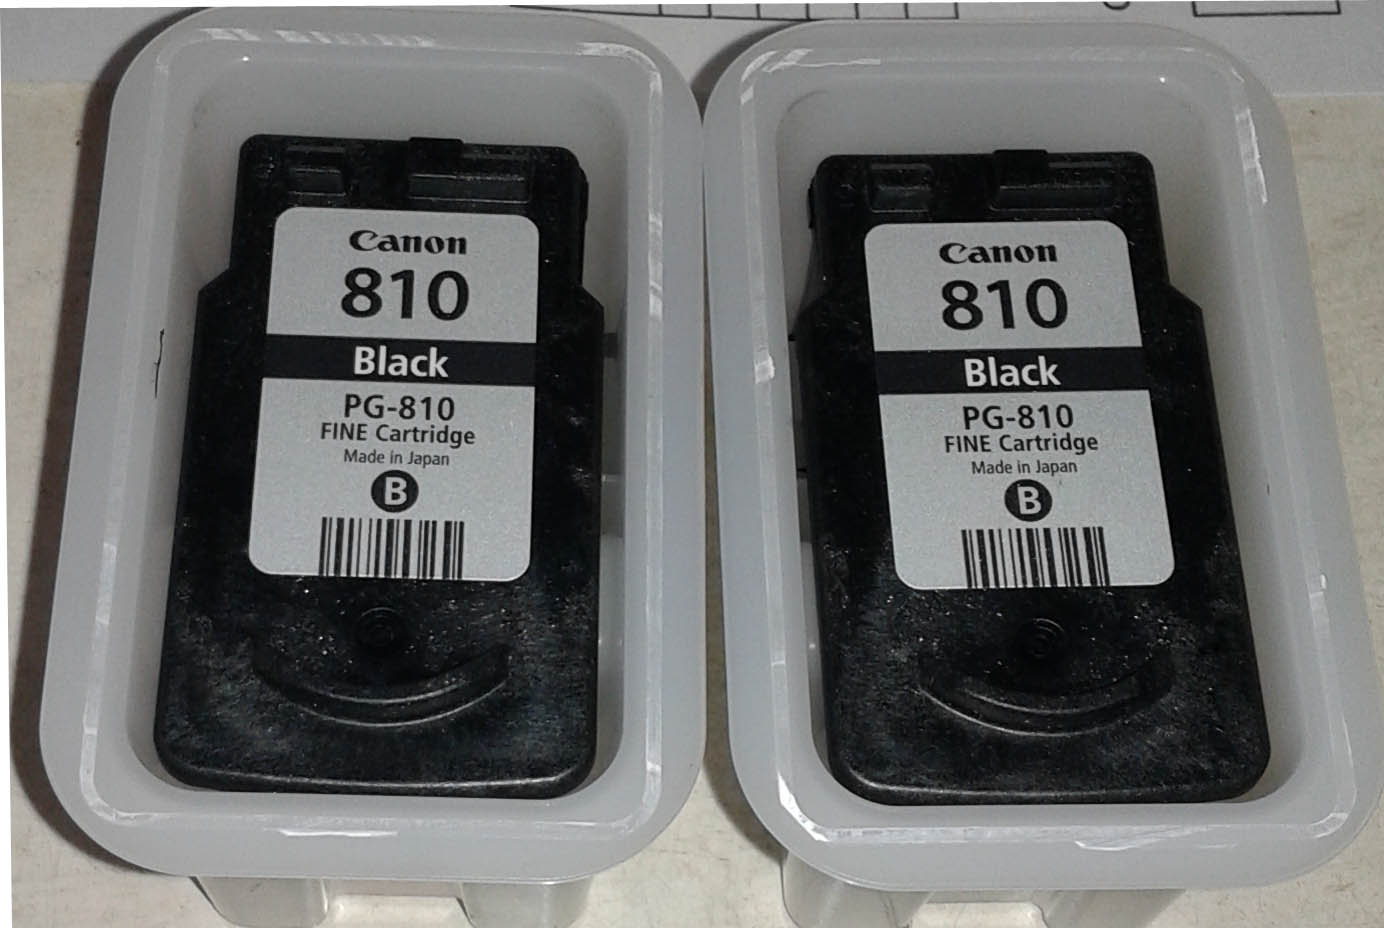 Canon
810
Black
PG-810
FINE Cartridge
Made in Japan
B
Canon
810
Black
PG-810
FINE Cartridge
Made in Japan
B